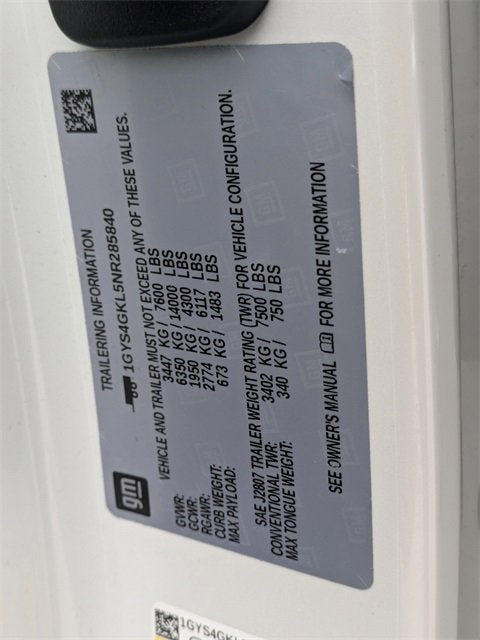 gm
TRAILERING INFORMATION
1GYS4GKL5NR285840
VEHICLE AND TRAILER MUST NOT EXCEED ANY OF THESE VALUES.
GVWR: 3447 KG / 7600 LBS
GCWR: 6350 KG / 14000 LBS
RGAWR: 1950 KG / 4300 LBS
CURB WEIGHT: 2774 KG / 6117 LBS
MAX PAYLOAD: 673 KG / 1483 LBS
SAE J2807 TRAILER WEIGHT RATING (TWR) FOR VEHICLE CONFIGURATION.
CONVENTIONAL TWR: 3402 KG / 7500 LBS
MAX TONGUE WEIGHT: 340 KG / 750 LBS
SEE OWNER'S MANUAL FOR MORE INFORMATION